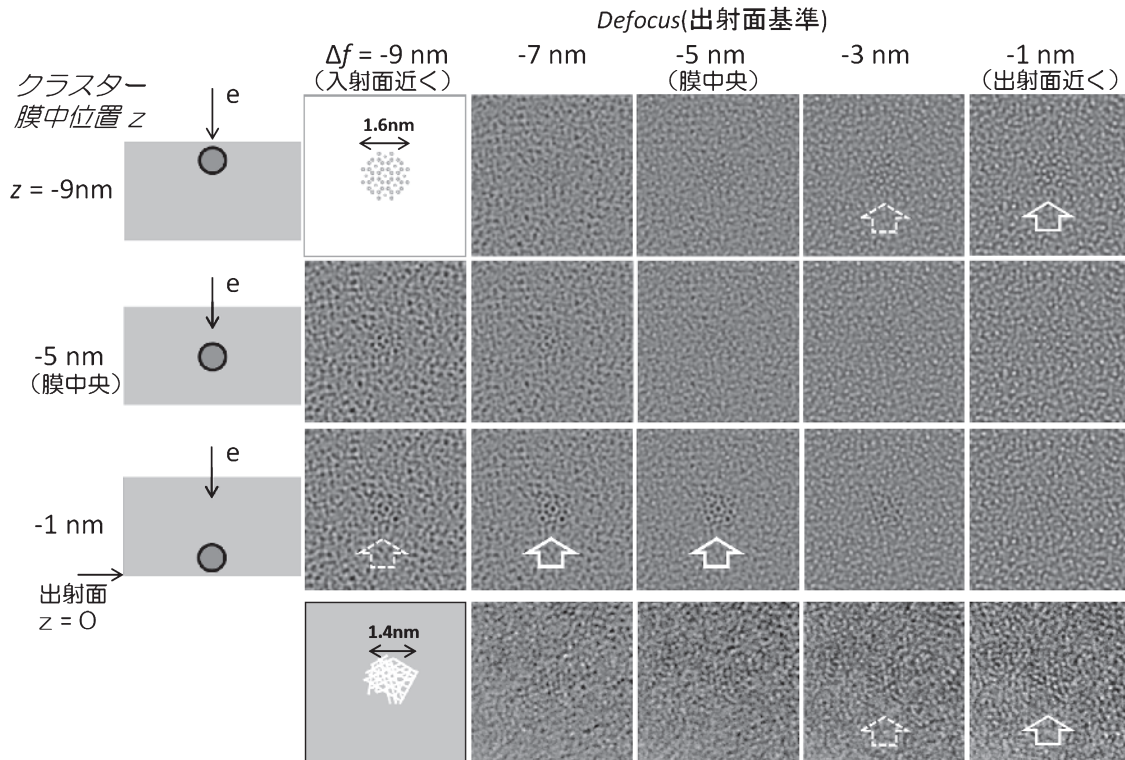 Defocus(出射面基準)
Δf = -9 nm
(入射面近く)
-7 nm
-5 nm
(膜中央)
-3 nm
-1 nm
(出射面近く)
クラスター
膜中位置 z
e
1.6nm
z = -9nm
e
-5 nm
(膜中央)
e
-1 nm
出射面
z = 0
1.4nm